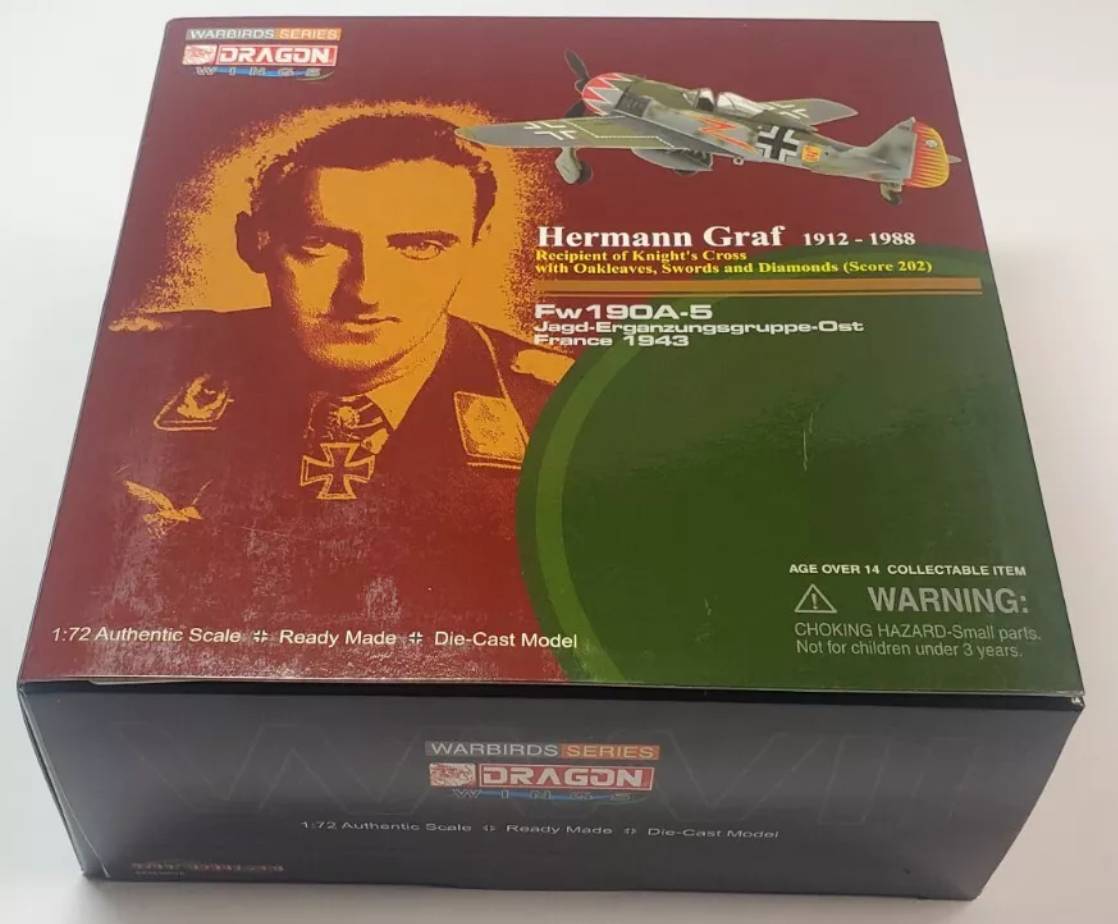 WARBIRDS SERIES
DRAGON
WINGS
Hermann Graf 1912 - 1988
Recipient of Knight's Cross
with Oakleaves, Swords and Diamonds (Score 202)
Fw190A-5
Jagd-Erganzungsgruppe-Ost
France 1943
AGE OVER 14 COLLECTABLE ITEM
WARNING:
CHOKING HAZARD-Small parts.
Not for children under 3 years.
1:72 Authentic Scale Ready Made Die-Cast Model
WWII
WARBIRDS SERIES
DRAGON
WINGS
1:72 Authentic Scale Ready Made Die-Cast Model